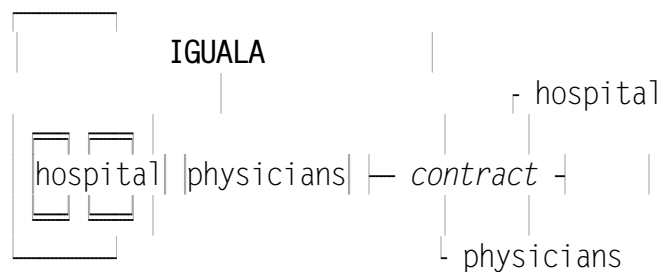 IGUALA
hospital
hospital physicians contract
physicians